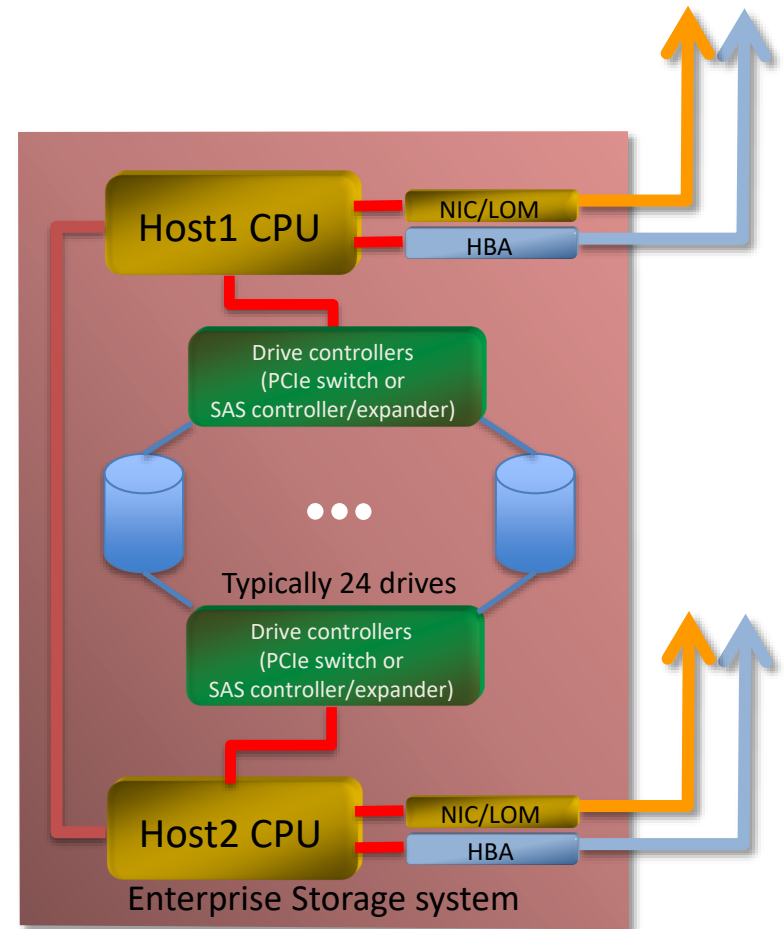 Host1 CPU
NIC/LOM
HBA
Drive controllers
(PCIe switch or
SAS controller/expander)
Typically 24 drives
Drive controllers
(PCIe switch or
SAS controller/expander)
Host2 CPU
NIC/LOM
HBA
Enterprise Storage system